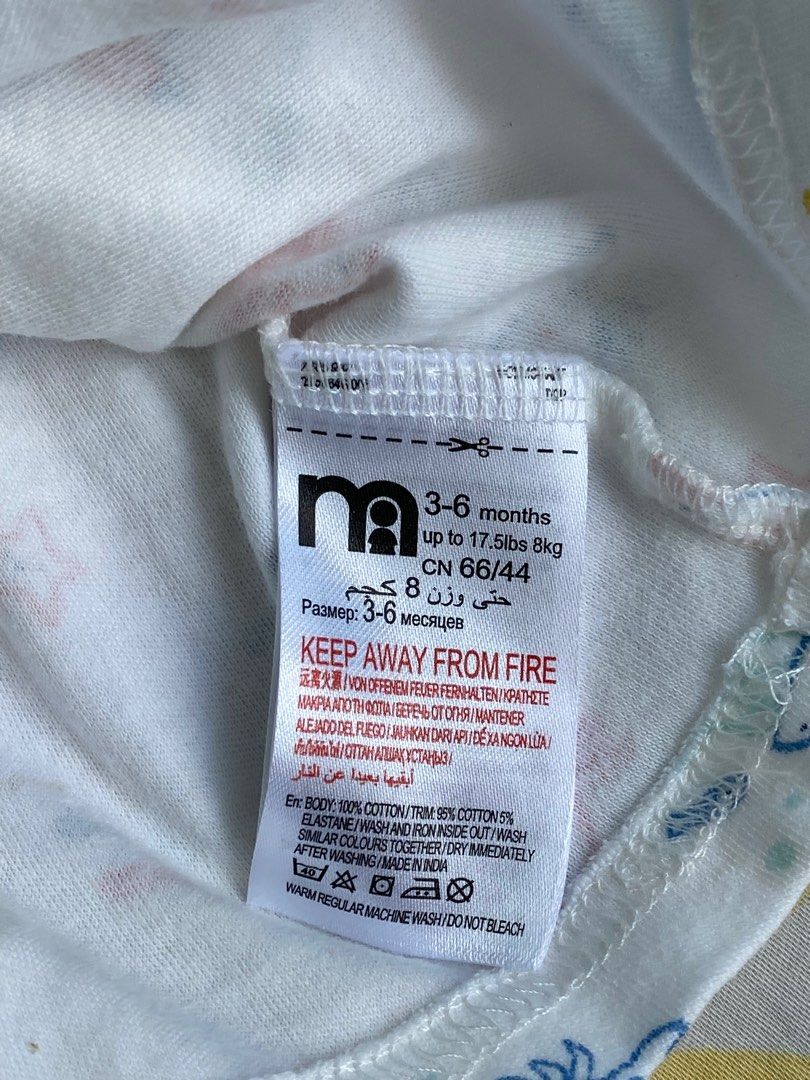 3-6 months
up to 17.5lbs 8kg
CN 66/44
حتى وزن 8 كجم
Размер: 3-6 месяцев
KEEP AWAY FROM FIRE
远离火源 / VON OFFENEM FEUER FERNHALTEN / ΚΡΑΤΗΣΤΕ
ΜΑΚΡΙΑ ΑΠΟ ΤΗ ΦΩΤΙΑ / БЕРЕЧЬ ОТ ОГНЯ / MANTENER
ALEJADO DEL FUEGO / JAUHKAN DARI API / ĐỂ XA NGỌN LỬA /
ОТТАН АЛШАҚ ҰСТАҢЫЗ /
أبقيها بعيدا عن النار
En: BODY: 100% COTTON / TRIM: 95% COTTON 5%
ELASTANE / WASH AND IRON INSIDE OUT / WASH
SIMILAR COLOURS TOGETHER / DRY IMMEDIATELY
AFTER WASHING / MADE IN INDIA
40
WARM REGULAR MACHINE WASH / DO NOT BLEACH